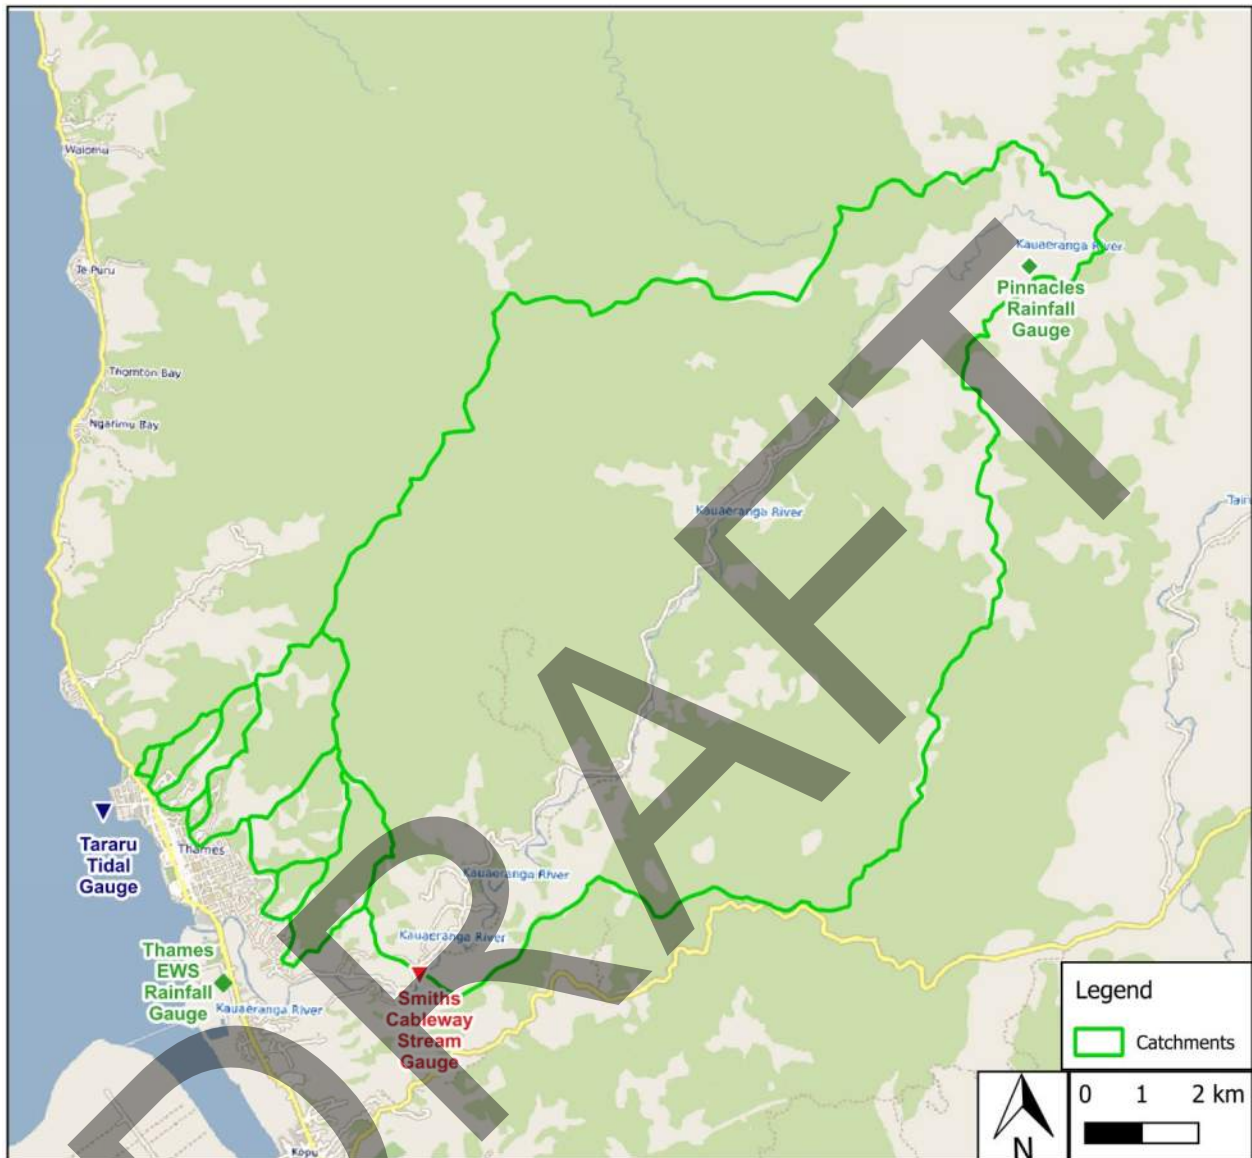 Waiomu
Te Puru
Kauaeranga River
Pinnacles
Rainfall
Gauge
Thornton Bay
Ngarimu Bay
Kauaeranga River
Tararu
Tidal
Gauge
Thames
Kauaeranga River
Kauaeranga River
Thames
EWS
Rainfall
Gauge
Kauaeranga River
Smiths
Cableway
Stream
Gauge
Kopu
Legend
Catchments
0 1 2 km
N
DRAFT